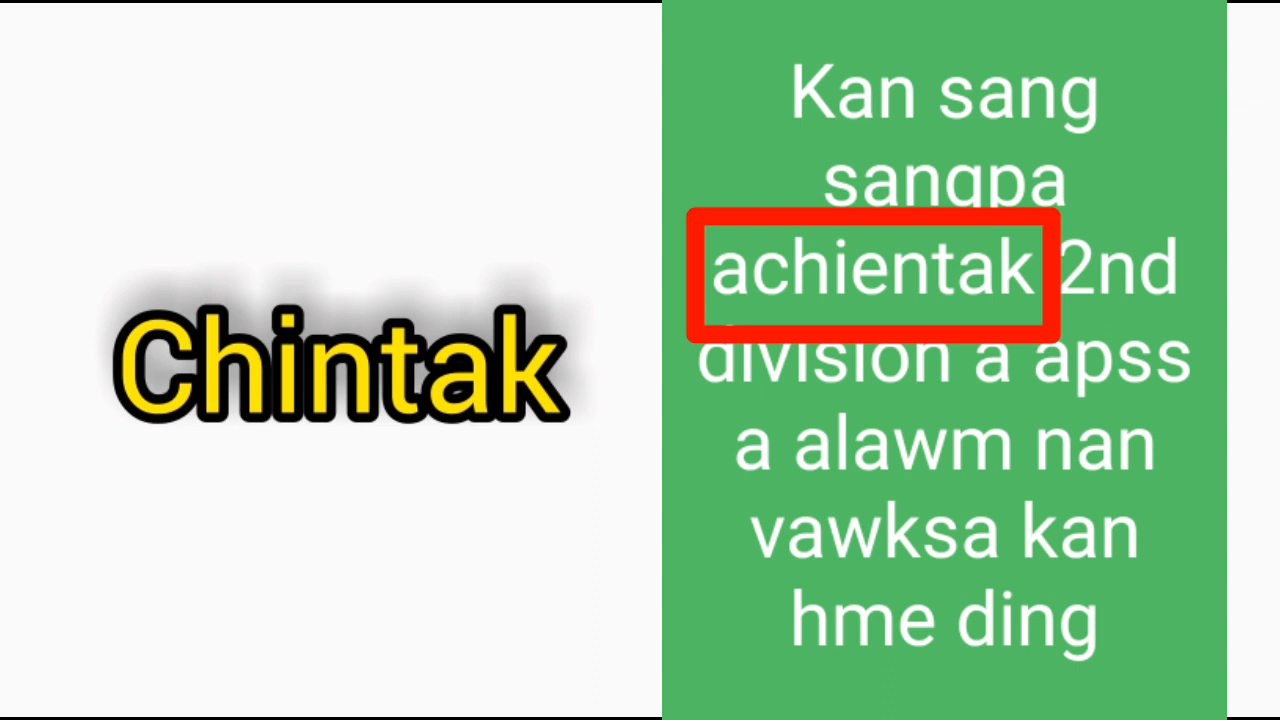 Chintak
Kan sang
sangpa
achientak 2nd
division a apss
a alawm nan
vawksa kan
hme ding